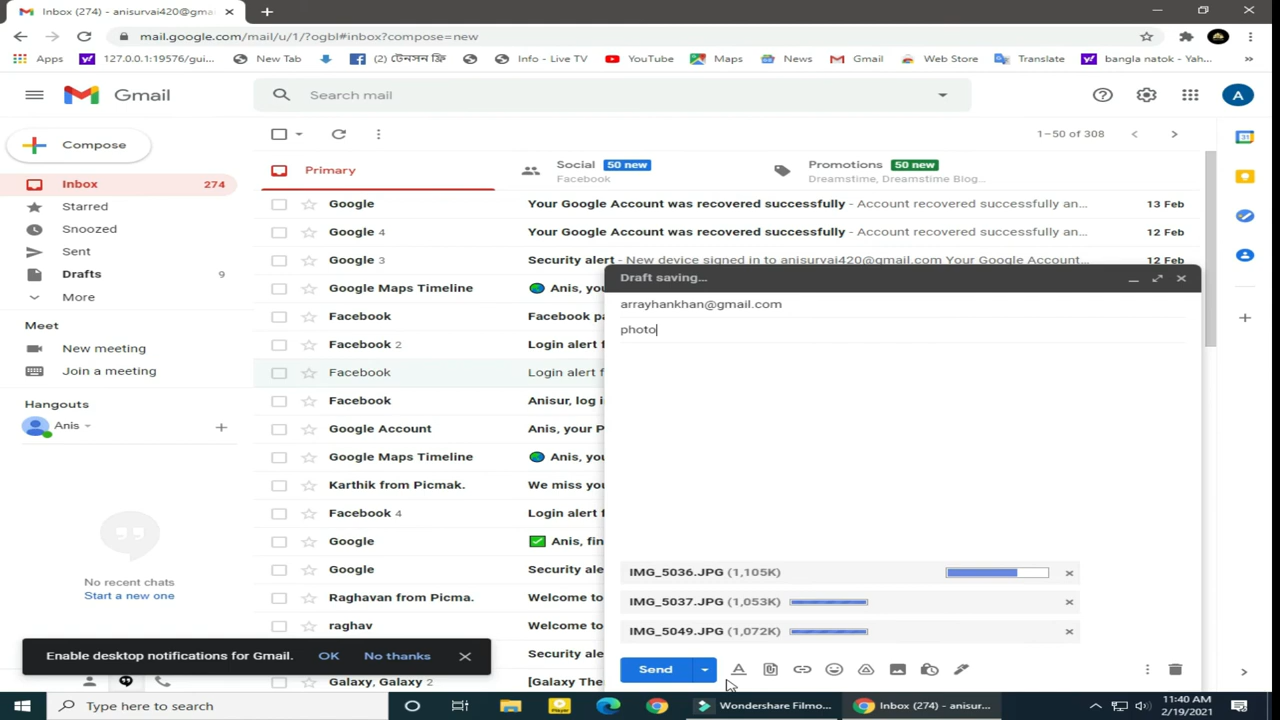 Inbox (274) - anisurvai420@gma
mail.google.com/mail/u/1/?ogbl#inbox?compose=new
Apps 127.0.0.1:19576/gui... New Tab (২) টেনসন ফ্রি Info - Live TV YouTube Maps News Gmail Web Store Translate bangla natok - Yah... »
Gmail
Search mail
A
Compose
1–50 of 308
Primary
Social 50 new
Facebook
Promotions 50 new
Dreamstime, Dreamstime Blog...
Inbox 274
Starred
Snoozed
Sent
Drafts 9
More
Meet
New meeting
Join a meeting
Hangouts
Anis
No recent chats
Start a new one
Google Your Google Account was recovered successfully - Account recovered successfully an... 13 Feb
Google 4 Your Google Account was recovered successfully - Account recovered successfully an... 12 Feb
Google 3 Security alert - New device signed in to anisurvai420@gmail.com Your Google Account... 12 Feb
Google Maps Timeline Anis, yo
Facebook Facebook pa
Facebook 2 Login alert f
Facebook Login alert f
Facebook Anisur, log i
Google Account Anis, your P
Google Maps Timeline Anis, yo
Karthik from Picmak. We miss you
Facebook 4 Login alert f
Google Anis, fin
Google Security ale
Raghavan from Picma. Welcome to
raghav Welcome to
Security
Galaxy, Galaxy 2 [Galaxy The
Draft saving...
arrayhankhan@gmail.com
photo
IMG_5036.JPG (1,105K)
IMG_5037.JPG (1,053K)
IMG_5049.JPG (1,072K)
Send
Enable desktop notifications for Gmail. OK No thanks
Type here to search
Wondershare Filmo...
Inbox (274) - anisur...
11:40 AM
2/19/2021